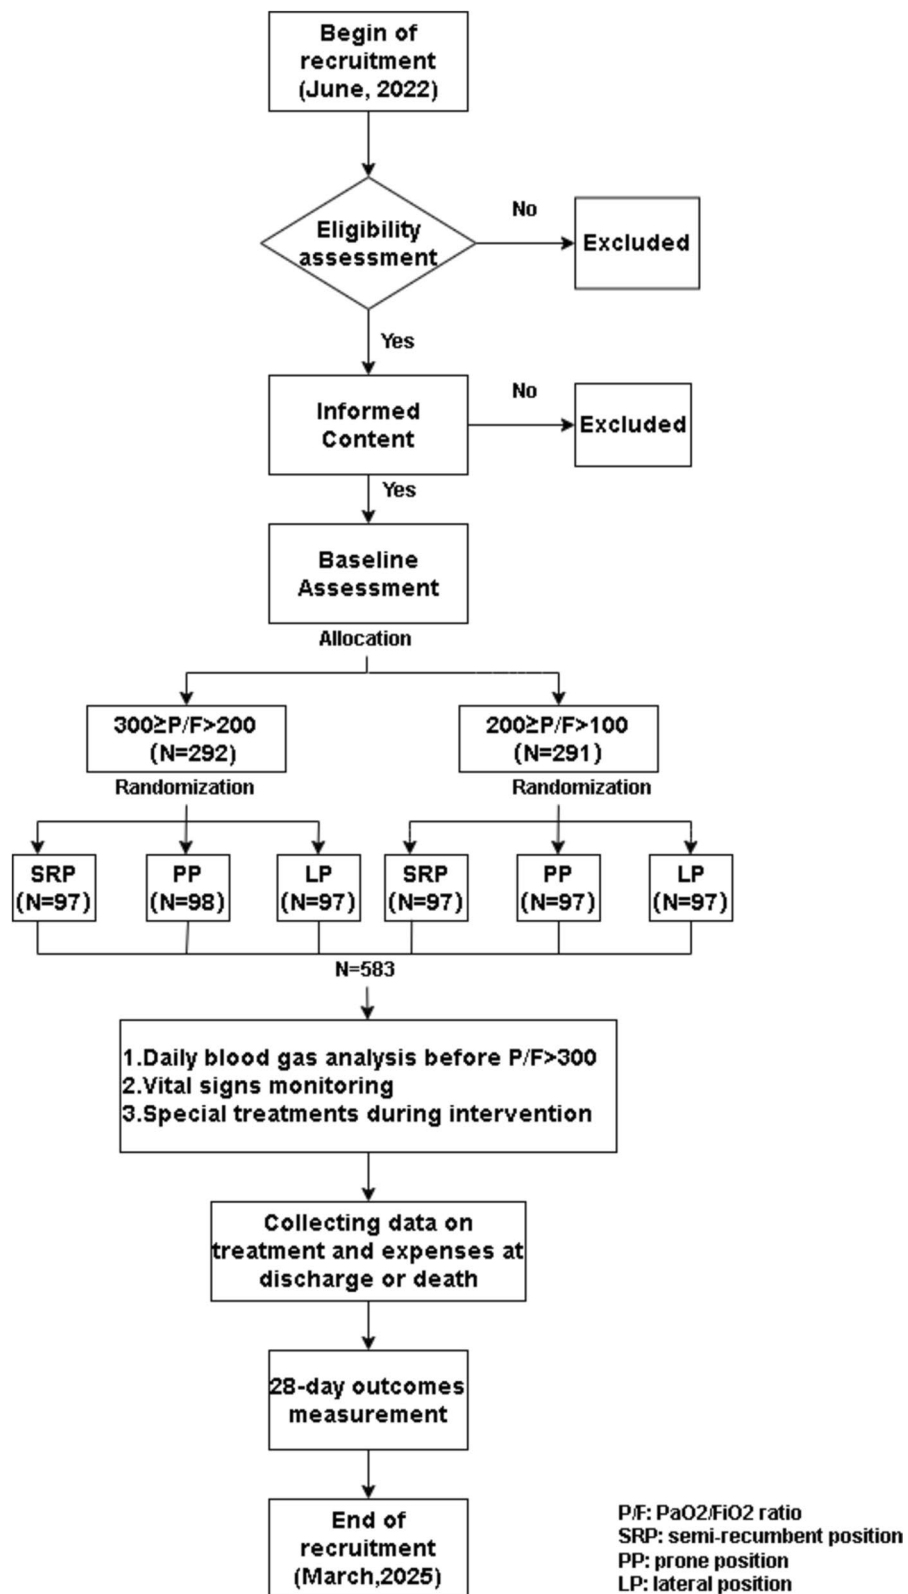 Begin of
recruitment
(June, 2022)
Eligibility
assessment
No
Excluded
Yes
Informed
Content
No
Excluded
Yes
Baseline
Assessment
Allocation
300≥P/F>200
(N=292)
200≥P/F>100
(N=291)
Randomization
Randomization
SRP
(N=97)
PP
(N=98)
LP
(N=97)
SRP
(N=97)
PP
(N=97)
LP
(N=97)
N=583
1.Daily blood gas analysis before P/F>300
2.Vital signs monitoring
3.Special treatments during intervention
Collecting data on
treatment and expenses at
discharge or death
28-day outcomes
measurement
End of
recruitment
(March,2025)
P/F: PaO2/FiO2 ratio
SRP: semi-recumbent position
PP: prone position
LP: lateral position